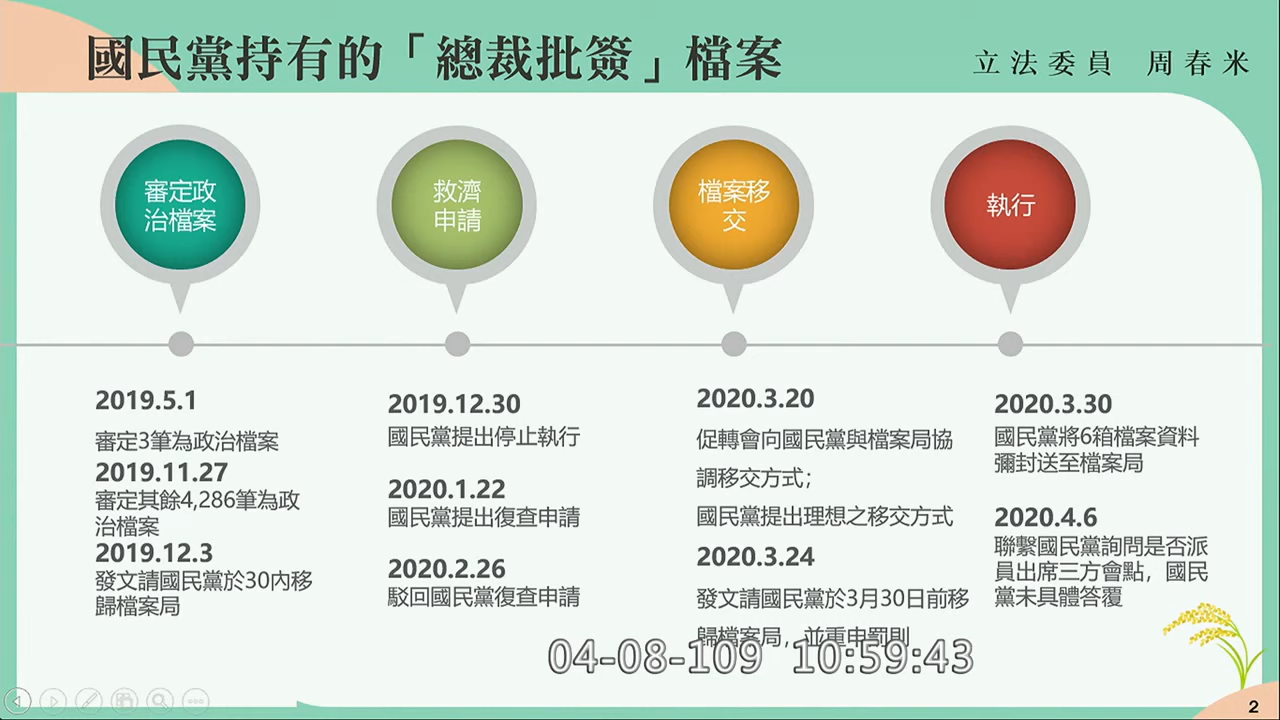 國民黨持有的「總裁批簽」檔案
立法委員 周春米
審定政
治檔案
救濟
申請
檔案移
交
執行
2019.5.1
審定3筆為政治檔案
2019.11.27
審定其餘4,286筆為政
治檔案
2019.12.3
發文請國民黨於30內移
歸檔案局
2019.12.30
國民黨提出停止執行
2020.1.22
國民黨提出復查申請
2020.2.26
駁回國民黨復查申請
2020.3.20
促轉會向國民黨與檔案局協
調移交方式；
國民黨提出理想之移交方式
2020.3.24
發文請國民黨於3月30日前移
歸檔案局，並重申罰則
2020.3.30
國民黨將6箱檔案資料
彌封送至檔案局
2020.4.6
聯繫國民黨詢問是否派
員出席三方會點，國民
黨未具體答覆
04-08-109 10:59:43
2